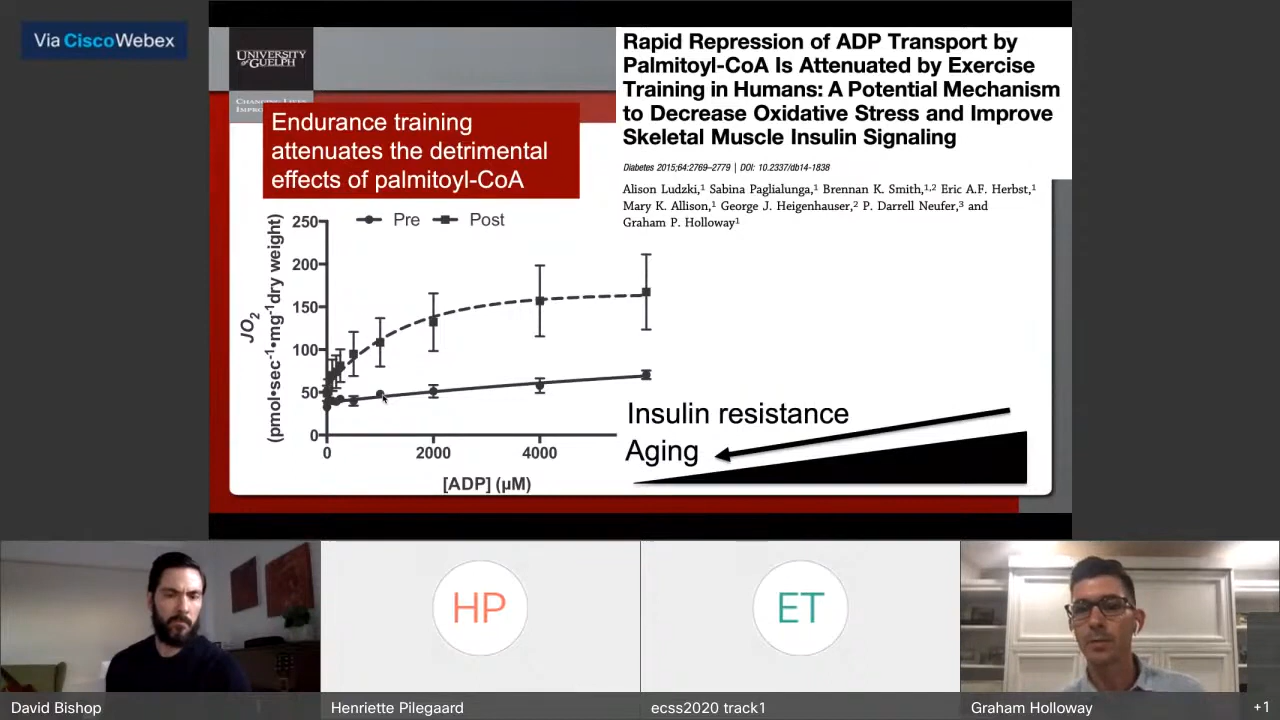 Via Cisco Webex
UNIVERSITY
of GUELPH
CHANGING LIVES
Rapid Repression of ADP Transport by
Palmitoyl-CoA Is Attenuated by Exercise
Training in Humans: A Potential Mechanism
to Decrease Oxidative Stress and Improve
Skeletal Muscle Insulin Signaling
Diabetes 2015;64:2769–2779 | DOI: 10.2337/db14-1838
Alison Ludzki,¹ Sabina Paglialunga,¹ Brennan K. Smith,¹,² Eric A.F. Herbst,¹
Mary K. Allison,¹ George J. Heigenhauser,² P. Darrell Neufer,³ and
Graham P. Holloway¹
Endurance training
attenuates the detrimental
effects of palmitoyl-CoA
Pre Post
JO₂
(pmol•sec⁻¹•mg⁻¹dry weight)
250
200
150
100
50
0
0 2000 4000
[ADP] (µM)
Insulin resistance
Aging
HP
ET
David Bishop
Henriette Pilegaard
ecss2020 track1
Graham Holloway
+1